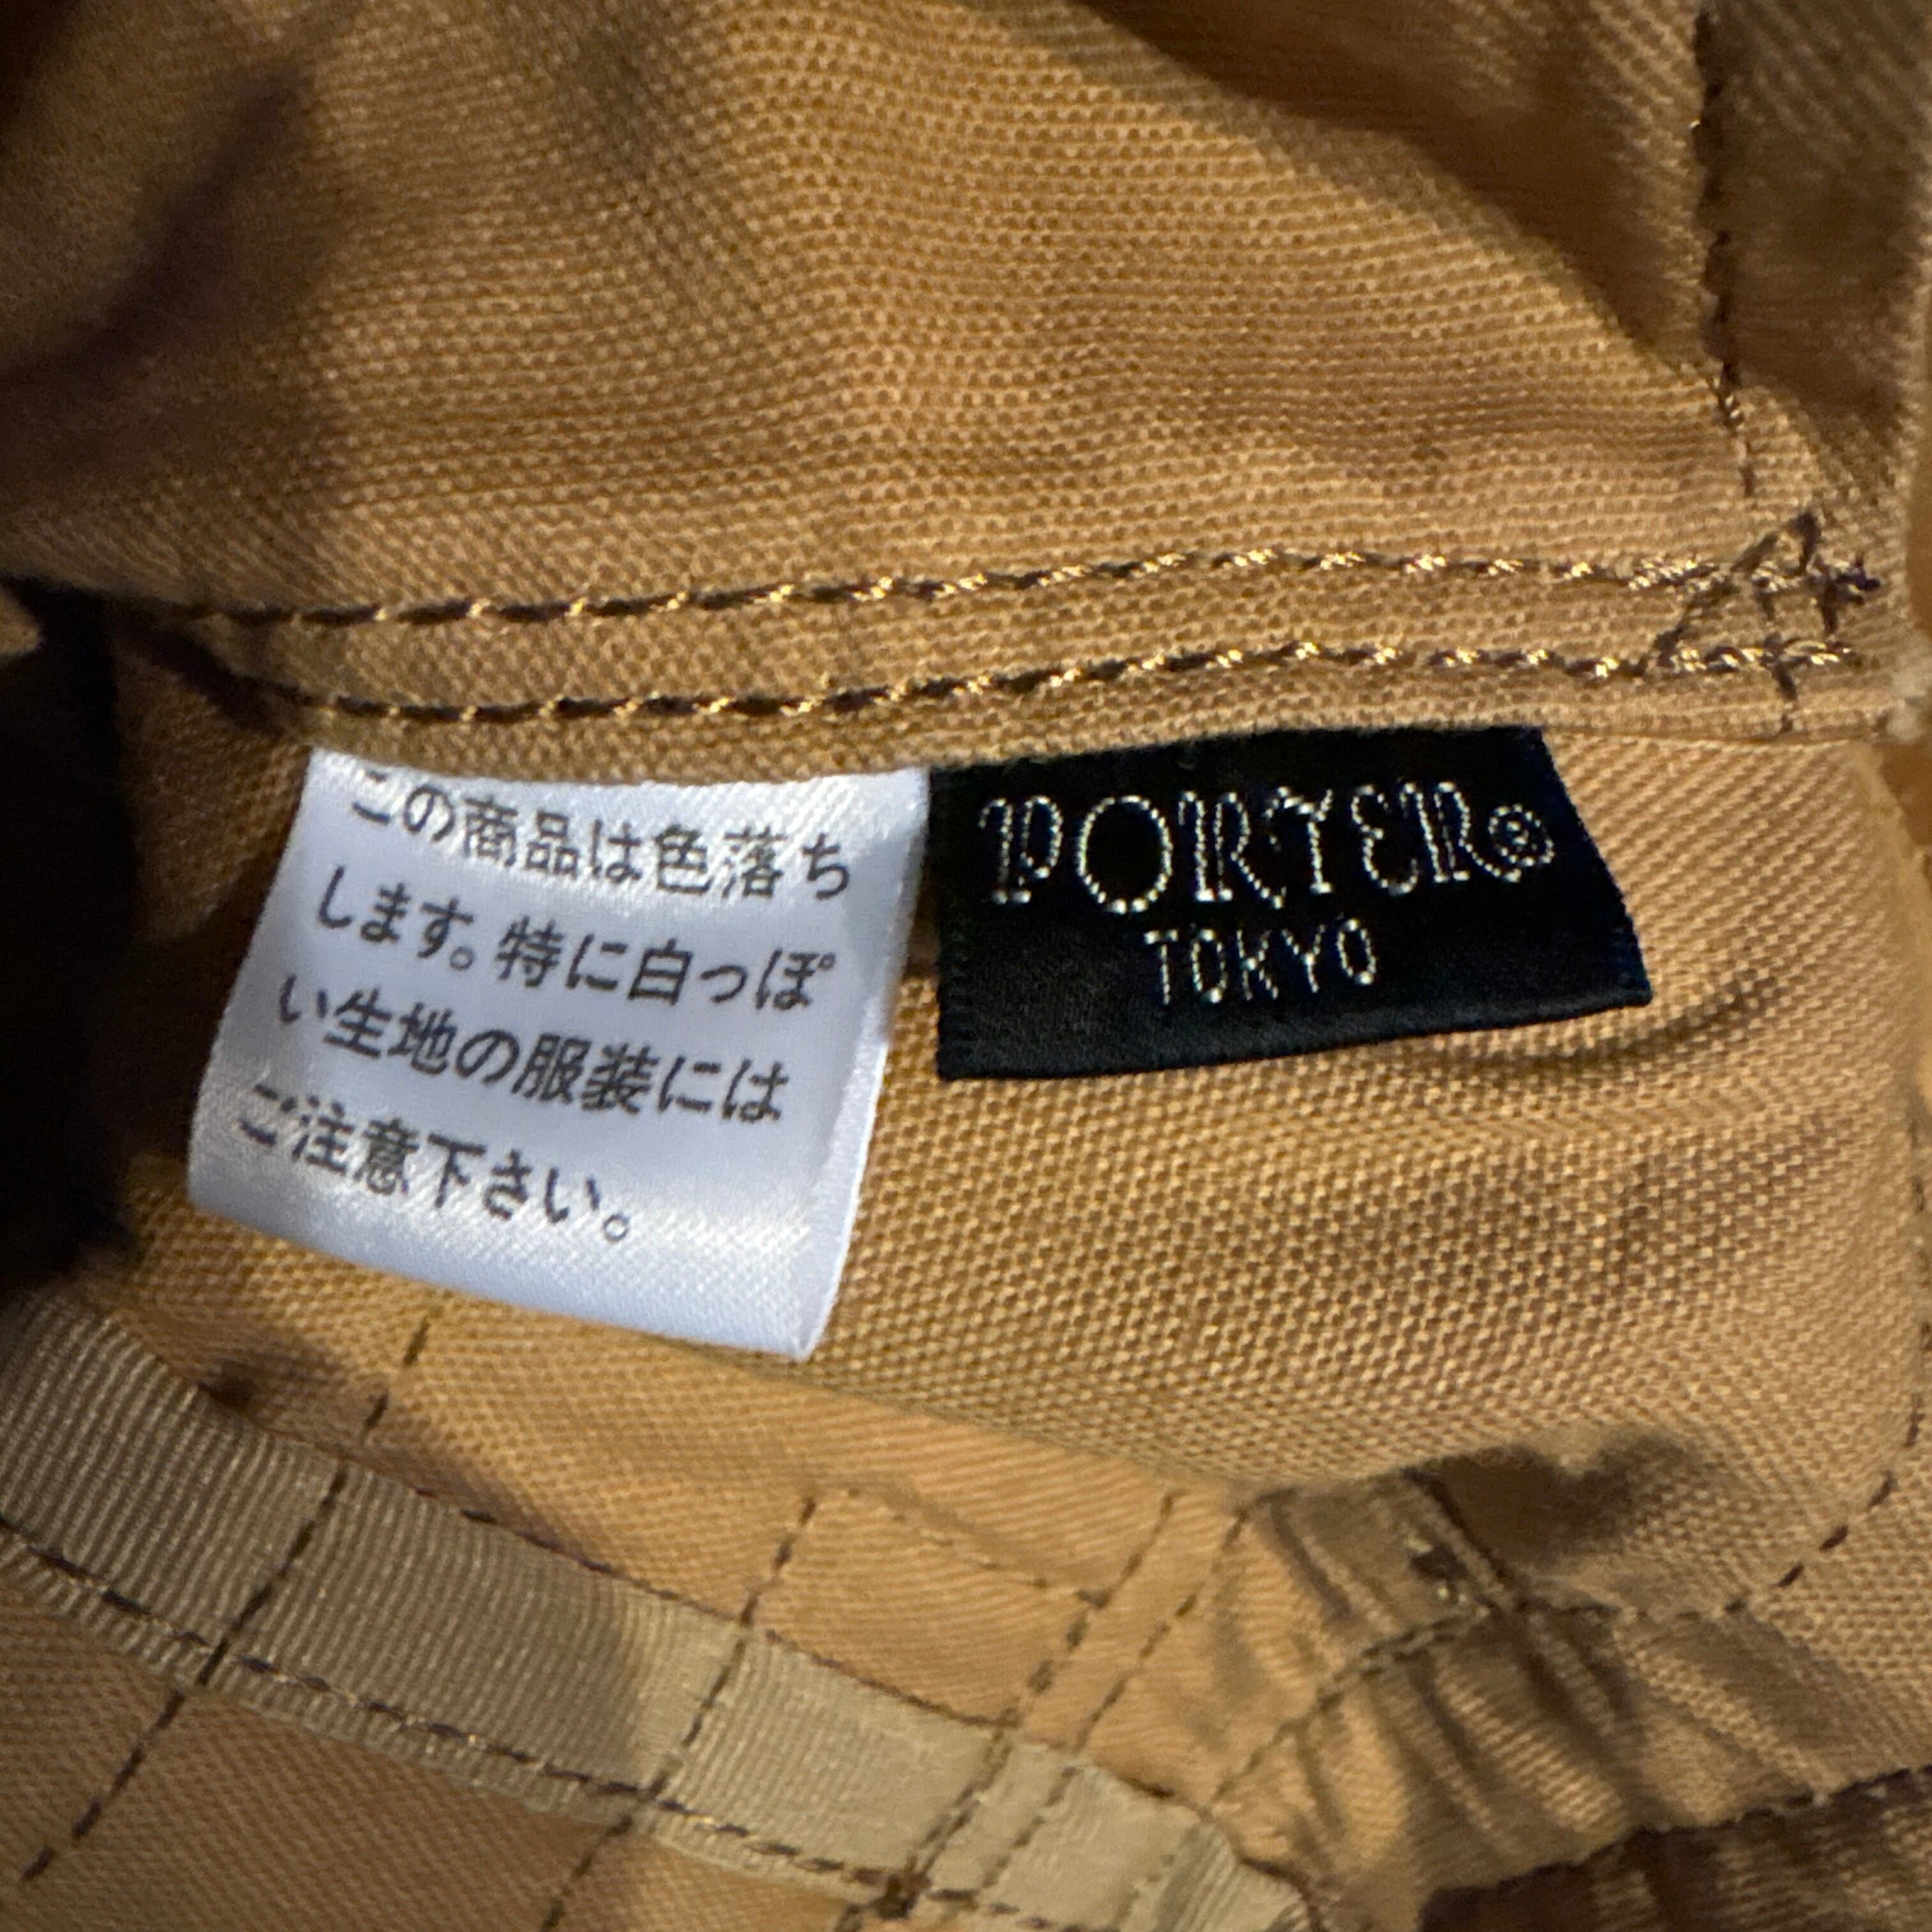 この商品は色落ち
します。特に白っぽ
い生地の服装には
ご注意下さい。
PORTER®
TOKYO